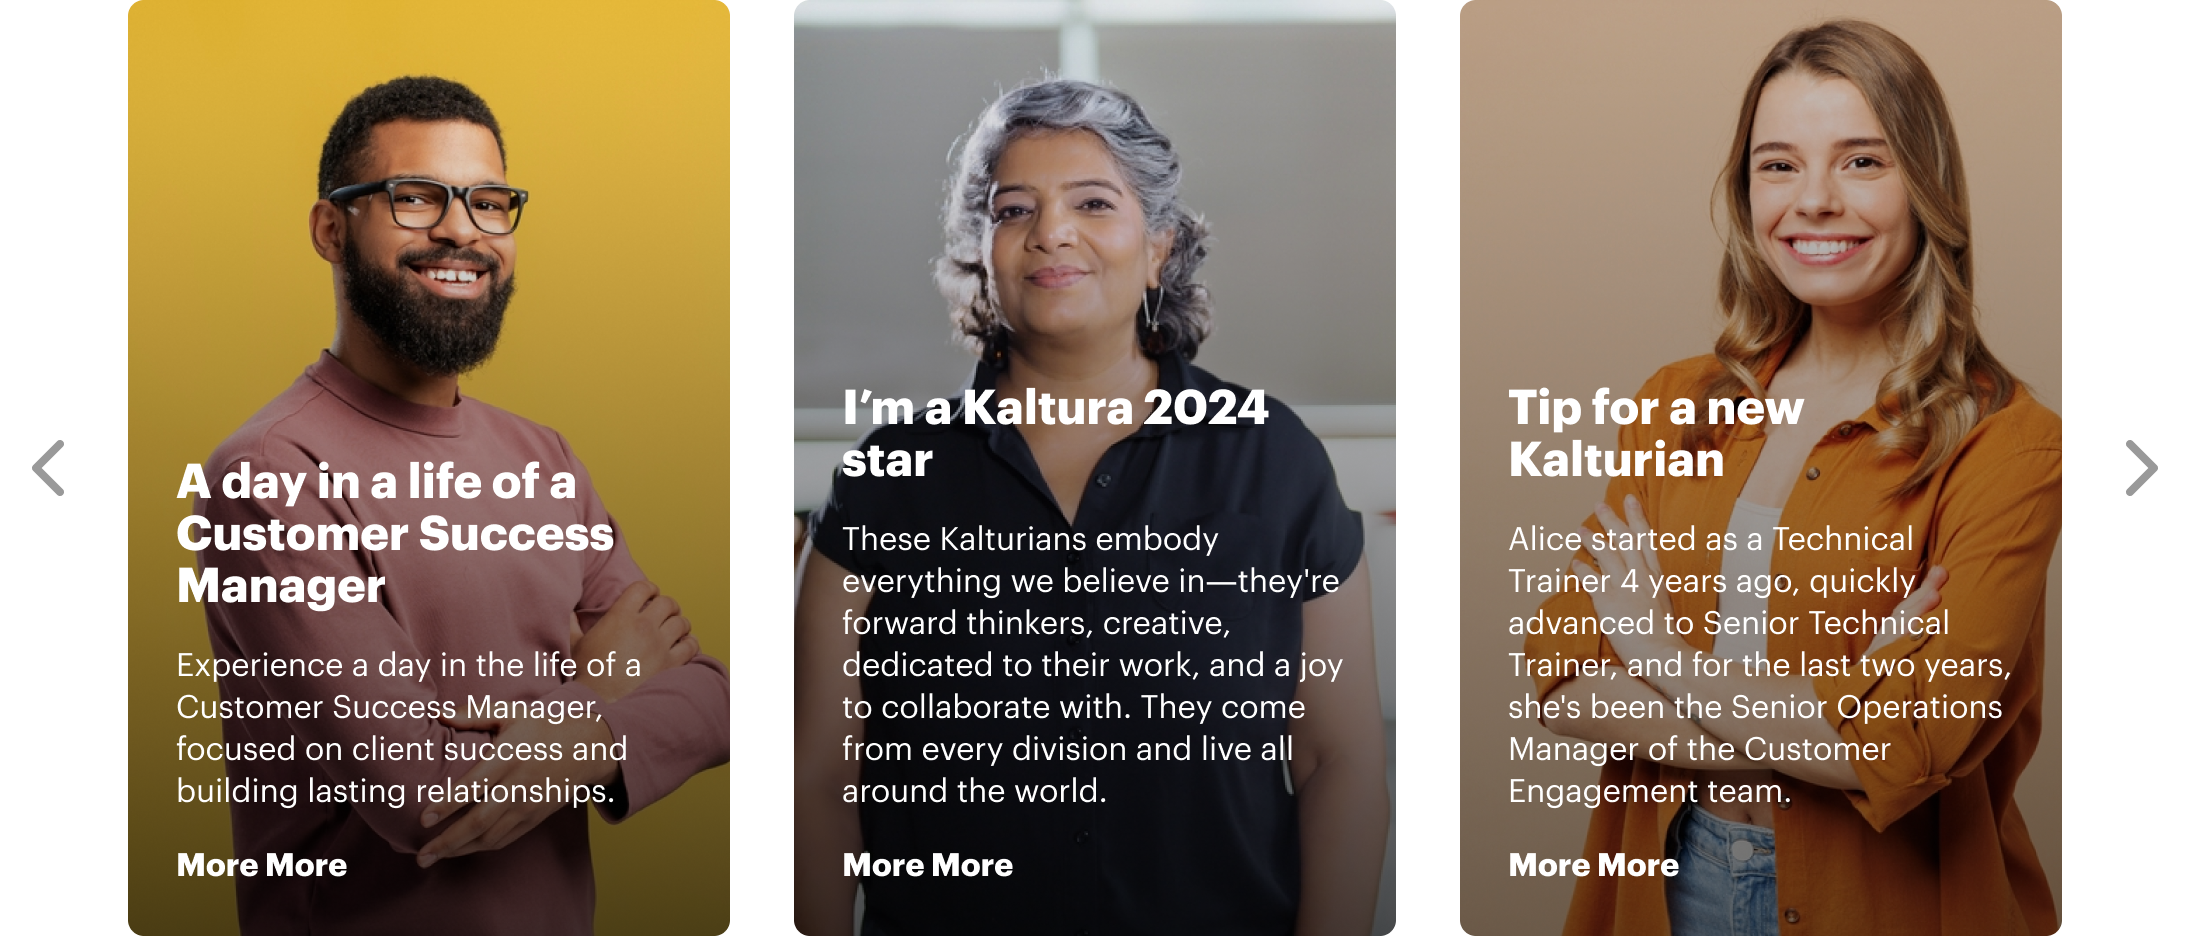 A day in a life of a
Customer Success
Manager
Experience a day in the life of a
Customer Success Manager,
focused on client success and
building lasting relationships.
More More
I’m a Kaltura 2024
star
These Kalturians embody
everything we believe in—they're
forward thinkers, creative,
dedicated to their work, and a joy
to collaborate with. They come
from every division and live all
around the world.
More More
Tip for a new
Kalturian
Alice started as a Technical
Trainer 4 years ago, quickly
advanced to Senior Technical
Trainer, and for the last two years,
she's been the Senior Operations
Manager of the Customer
Engagement team.
More More